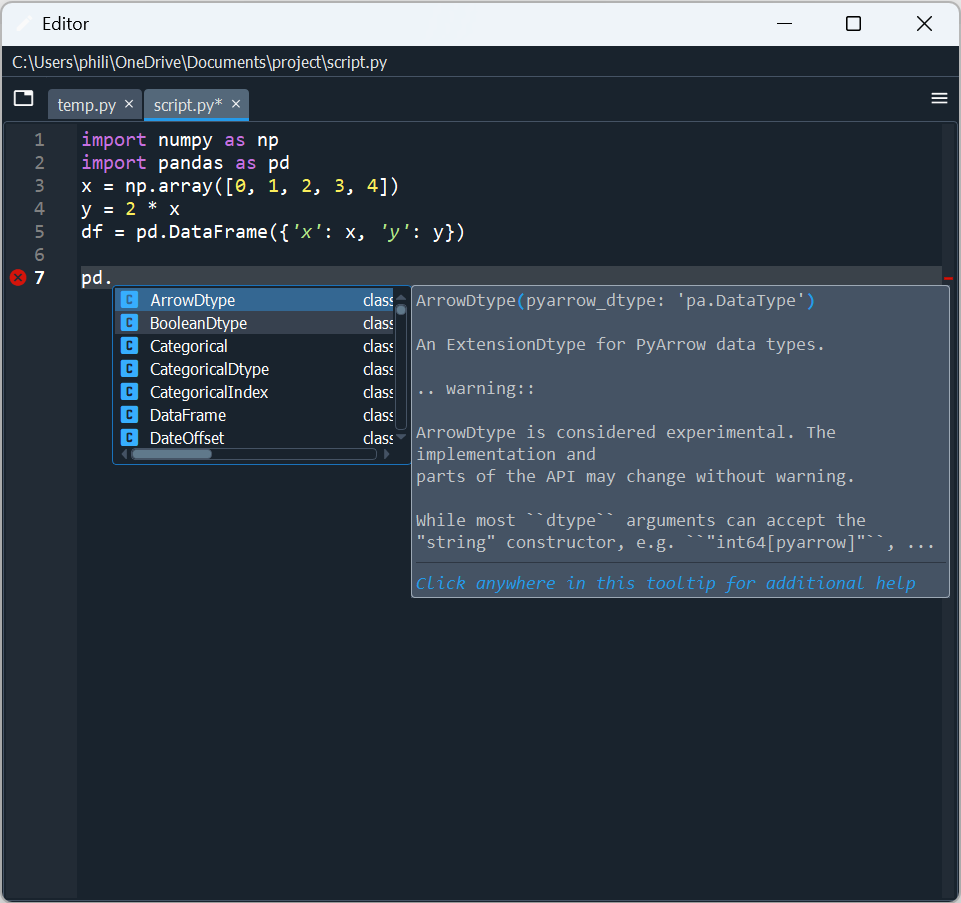 Editor
C:\Users\phili\OneDrive\Documents\project\script.py
temp.py
script.py*
1 import numpy as np
2 import pandas as pd
3 x = np.array([0, 1, 2, 3, 4])
4 y = 2 * x
5 df = pd.DataFrame({'x': x, 'y': y})
6
7 pd.
C ArrowDtype class
C BooleanDtype class
C Categorical class
C CategoricalDtype class
C CategoricalIndex class
C DataFrame class
C DateOffset class
ArrowDtype(pyarrow_dtype: 'pa.DataType')
An ExtensionDtype for PyArrow data types.
.. warning::
ArrowDtype is considered experimental. The
implementation and
parts of the API may change without warning.
While most ``dtype`` arguments can accept the
"string" constructor, e.g. ``"int64[pyarrow]"``, ...
Click anywhere in this tooltip for additional help